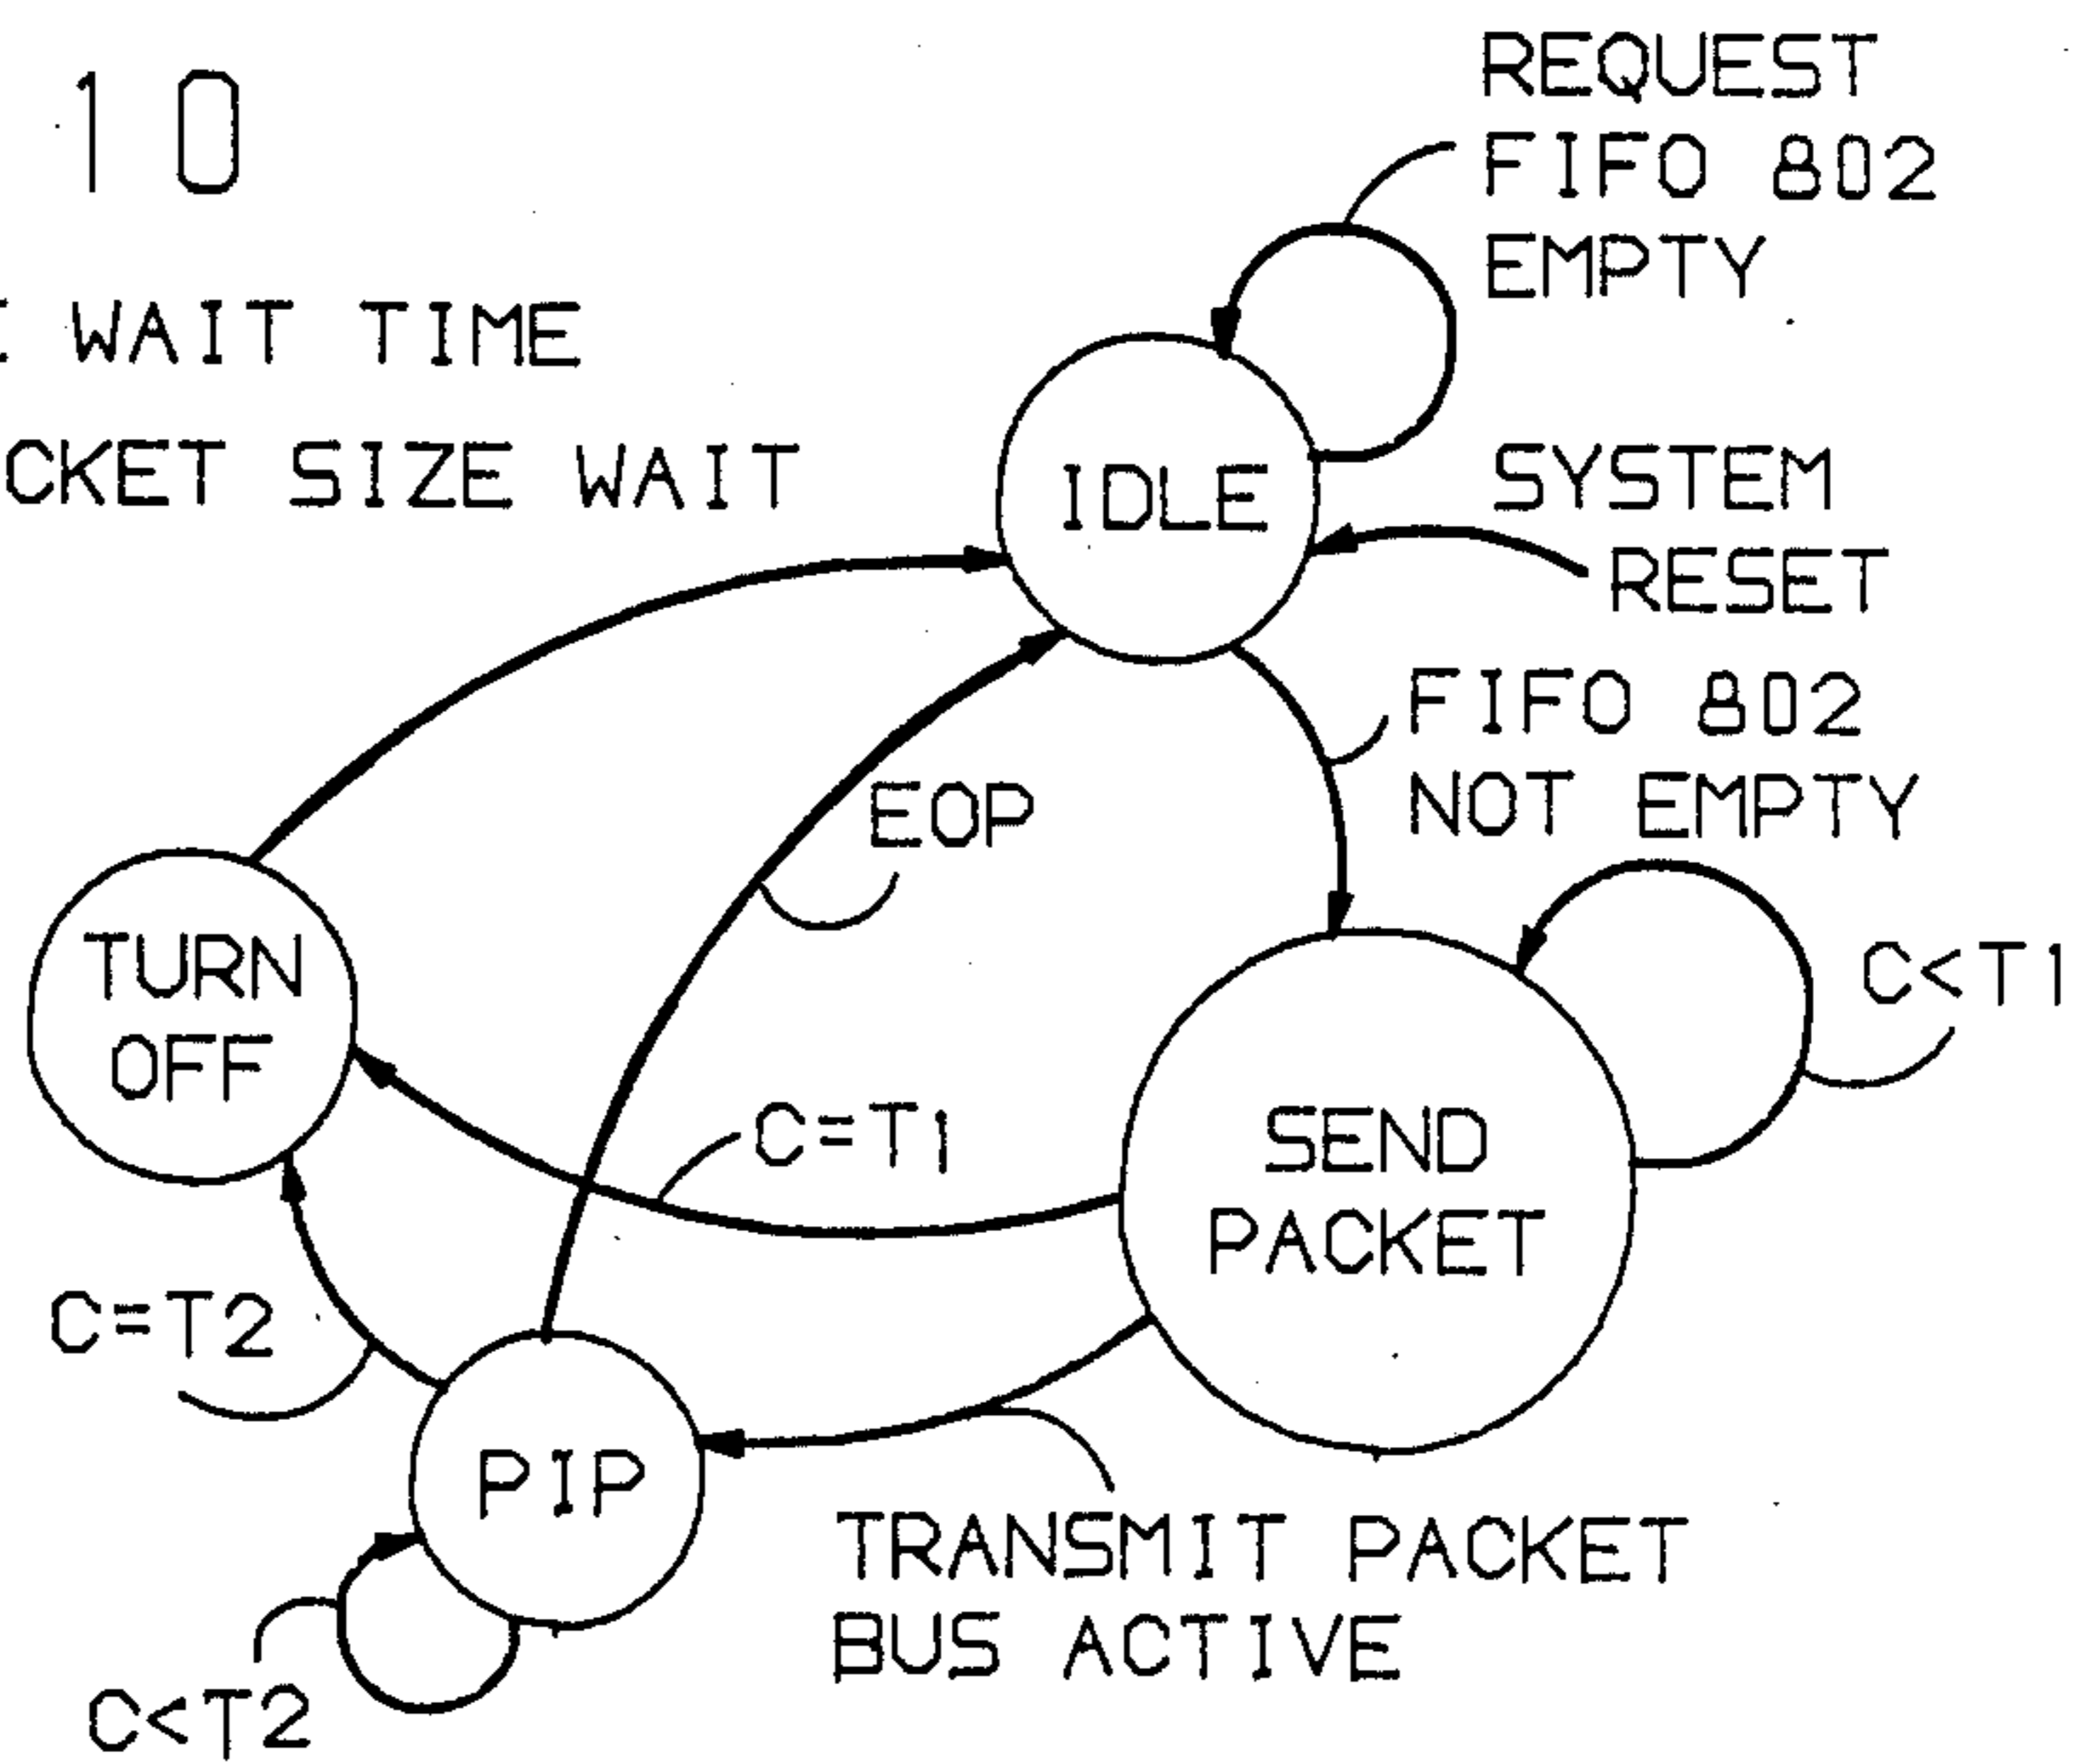 10
WAIT TIME
CKET SIZE WAIT
REQUEST
FIFO 802
EMPTY
IDLE
SYSTEM
RESET
FIFO 802
NOT EMPTY
EOP
TURN
OFF
C<T1
C=T1
SEND
PACKET
C=T2
PIP
TRANSMIT PACKET
BUS ACTIVE
C<T2